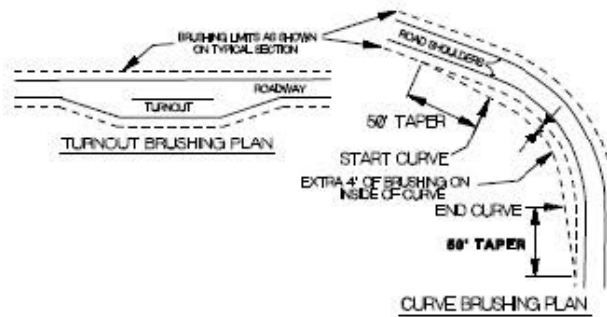 BRUSHING LIMITS AS SHOWN
ON TYPICAL SECTION
ROADWAY
TURNOUT
TURNOUT BRUSHING PLAN
ROAD SHOULDERS
50' TAPER
START CURVE
EXTRA 4' OF BRUSHING ON
INSIDE OF CURVE
END CURVE
50' TAPER
CURVE BRUSHING PLAN